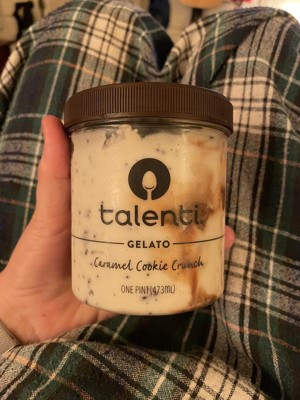 talenti
GELATO
Caramel Cookie Crunch
ONE PINT (473mL)